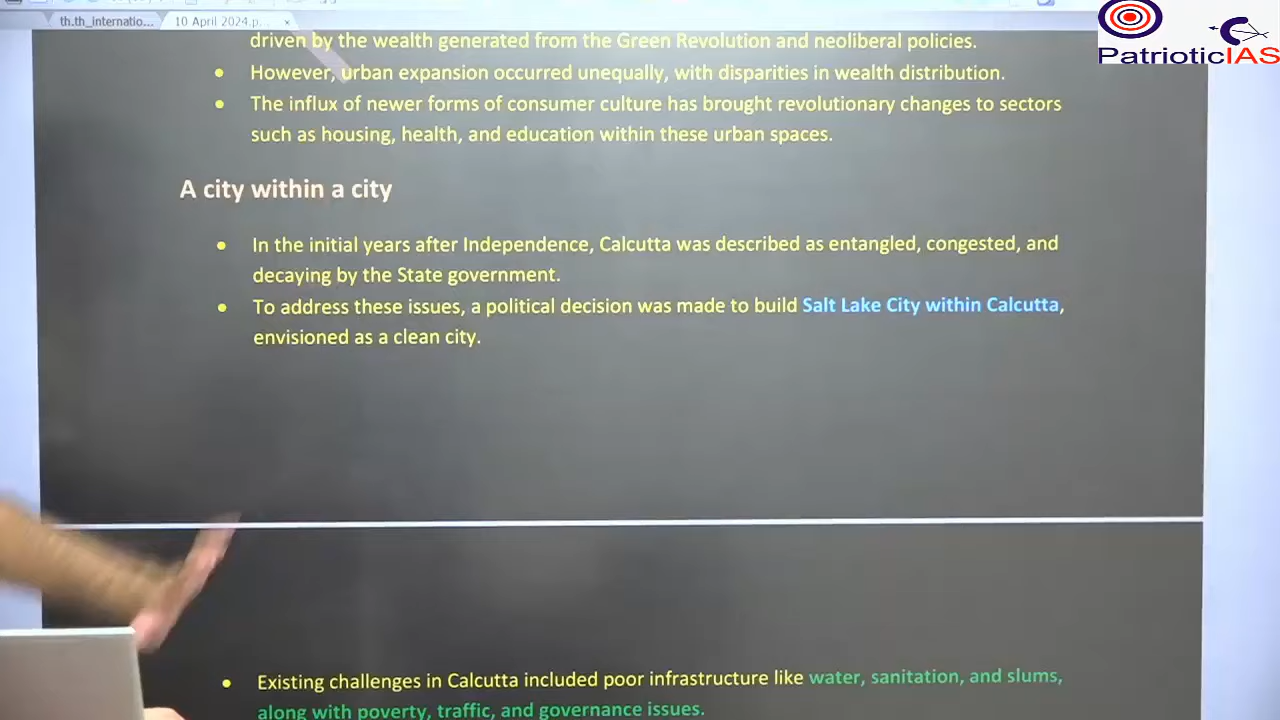 th.th_internatio...
10 April 2024.p...
×
PatrioticIAS
driven by the wealth generated from the Green Revolution and neoliberal policies.
• However, urban expansion occurred unequally, with disparities in wealth distribution.
• The influx of newer forms of consumer culture has brought revolutionary changes to sectors
such as housing, health, and education within these urban spaces.
A city within a city
• In the initial years after Independence, Calcutta was described as entangled, congested, and
decaying by the State government.
• To address these issues, a political decision was made to build Salt Lake City within Calcutta,
envisioned as a clean city.
• Existing challenges in Calcutta included poor infrastructure like water, sanitation, and slums,
along with poverty, traffic, and governance issues.